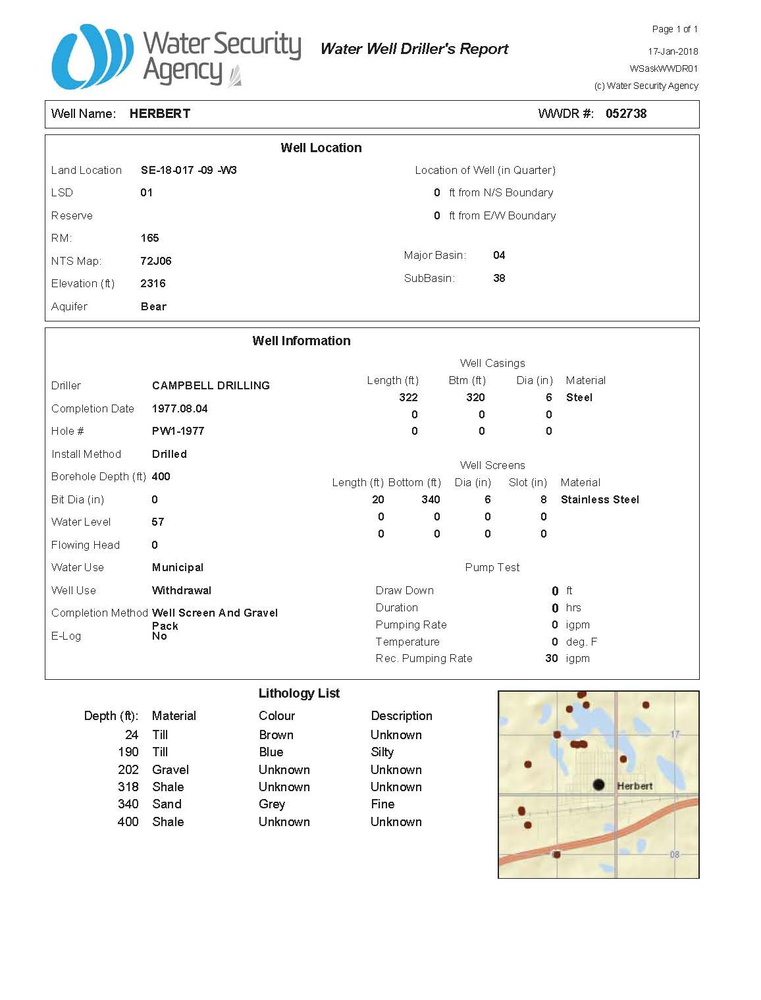 Water Security Agency
Water Well Driller's Report
Page 1 of 1
17-Jan-2018
WSaskWWDR01
(c) Water Security Agency
Well Name: HERBERT WWDR #: 052738
Well Location
Land Location SE-18-017 -09 -W3 Location of Well (in Quarter)
LSD 01 0 ft from N/S Boundary
Reserve 0 ft from E/W Boundary
RM: 165
NTS Map: 72J06 Major Basin: 04
Elevation (ft) 2316 SubBasin: 38
Aquifer Bear
Well Information
Driller CAMPBELL DRILLING
Completion Date 1977.08.04
Hole # PW1-1977
Install Method Drilled
Borehole Depth (ft) 400
Bit Dia (in) 0
Water Level 57
Flowing Head 0
Water Use Municipal
Well Use Withdrawal
Completion Method Well Screen And Gravel
Pack
E-Log No
Well Casings
Length (ft) Btm (ft) Dia (in) Material
322 320 6 Steel
0 0 0
0 0 0
Well Screens
Length (ft) Bottom (ft) Dia (in) Slot (in) Material
20 340 6 8 Stainless Steel
0 0 0 0
0 0 0 0
Pump Test
Draw Down 0 ft
Duration 0 hrs
Pumping Rate 0 igpm
Temperature 0 deg. F
Rec. Pumping Rate 30 igpm
Lithology List
Depth (ft): Material Colour Description
24 Till Brown Unknown
190 Till Blue Silty
202 Gravel Unknown Unknown
318 Shale Unknown Unknown
340 Sand Grey Fine
400 Shale Unknown Unknown
17
Herbert
08